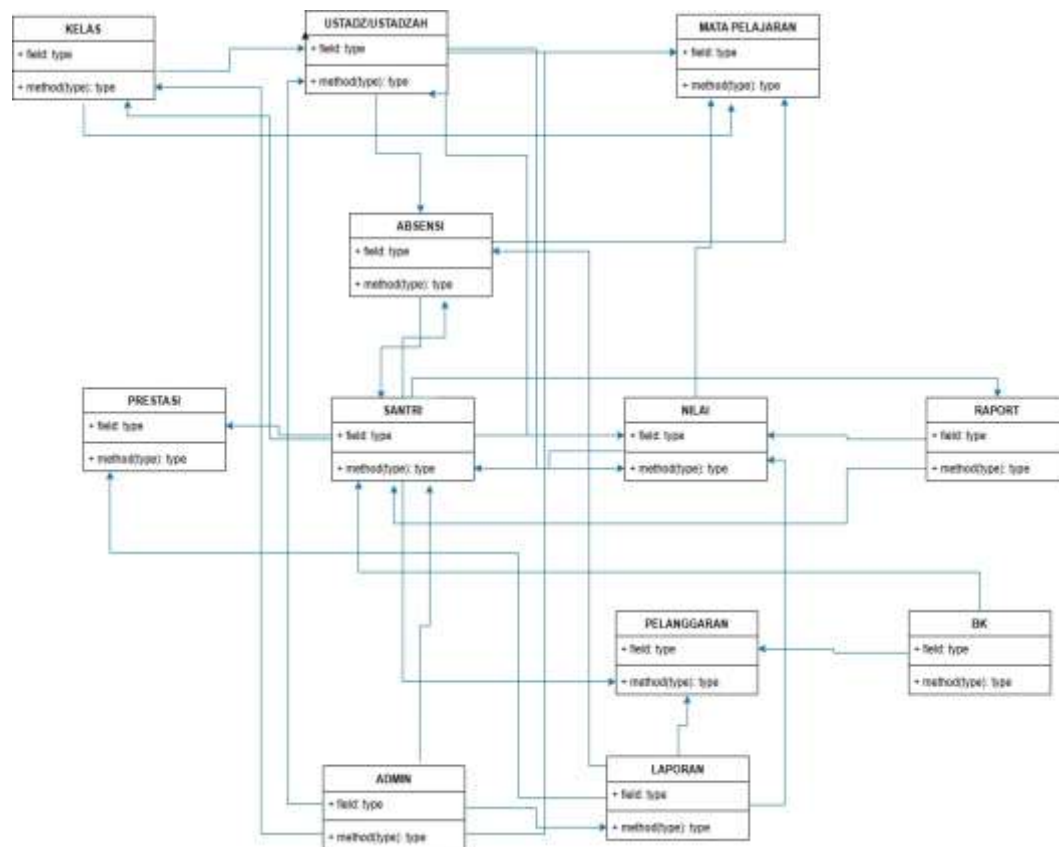 KELAS
+ field: type
+ method(type): type
USTADZ/USTADZAH
+ field: type
+ method(type): type
MATA PELAJARAN
+ field: type
+ method(type): type
ABSENSI
+ field: type
+ method(type): type
PRESTASI
+ field: type
+ method(type): type
SANTRI
+ field: type
+ method(type): type
NILAI
+ field: type
+ method(type): type
RAPORT
+ field: type
+ method(type): type
PELANGGARAN
+ field: type
+ method(type): type
BK
+ field: type
+ method(type): type
ADMIN
+ field: type
+ method(type): type
LAPORAN
+ field: type
+ method(type): type